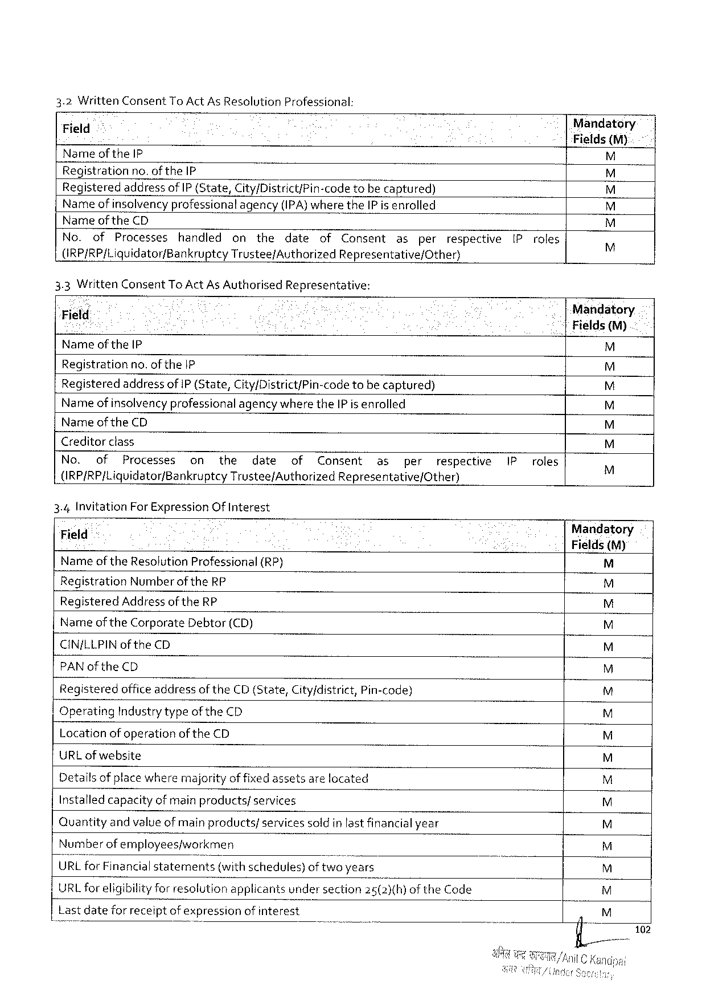 3.2 Written Consent To Act As Resolution Professional:
Field
Mandatory
Fields (M)
Name of the IP M
Registration no. of the IP M
Registered address of IP (State, City/District/Pin-code to be captured) M
Name of insolvency professional agency (IPA) where the IP is enrolled M
Name of the CD M
No. of Processes handled on the date of Consent as per respective IP roles
(IRP/RP/Liquidator/Bankruptcy Trustee/Authorized Representative/Other) M
3.3 Written Consent To Act As Authorised Representative:
Field
Mandatory
Fields (M)
Name of the IP M
Registration no. of the IP M
Registered address of IP (State, City/District/Pin-code to be captured) M
Name of insolvency professional agency where the IP is enrolled M
Name of the CD M
Creditor class M
No. of Processes on the date of Consent as per respective IP roles
(IRP/RP/Liquidator/Bankruptcy Trustee/Authorized Representative/Other) M
3.4 Invitation For Expression Of Interest
Field
Mandatory
Fields (M)
Name of the Resolution Professional (RP) M
Registration Number of the RP M
Registered Address of the RP M
Name of the Corporate Debtor (CD) M
CIN/LLPIN of the CD M
PAN of the CD M
Registered office address of the CD (State, City/district, Pin-code) M
Operating Industry type of the CD M
Location of operation of the CD M
URL of website M
Details of place where majority of fixed assets are located M
Installed capacity of main products/ services M
Quantity and value of main products/ services sold in last financial year M
Number of employees/workmen M
URL for Financial statements (with schedules) of two years M
URL for eligibility for resolution applicants under section 25(2)(h) of the Code M
Last date for receipt of expression of interest M
102
अनिल चन्द्र काण्डपाल/Anil C Kandpal
अवर सचिव/Under Secretary